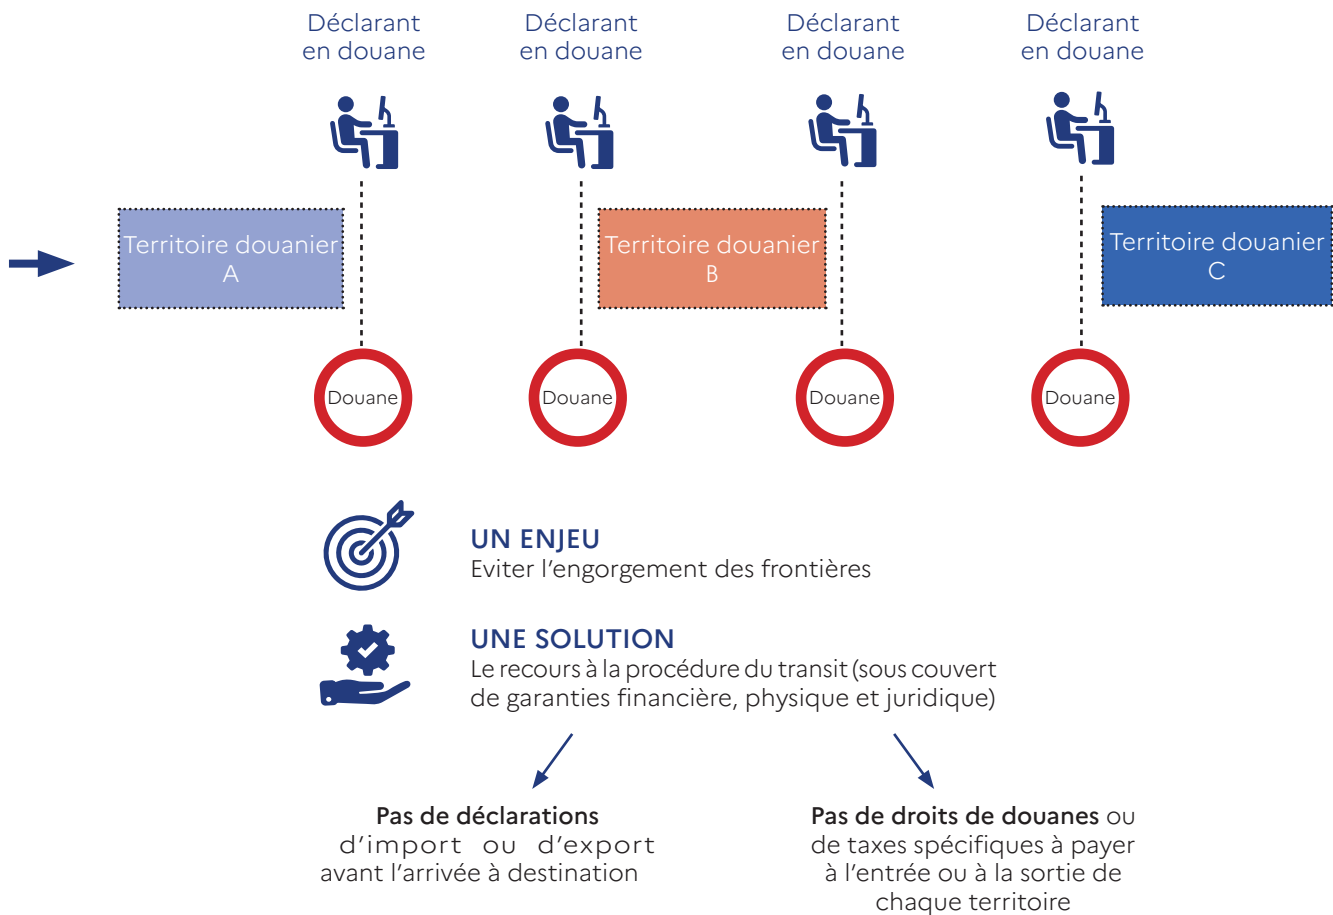 Déclarant
en douane
Déclarant
en douane
Déclarant
en douane
Déclarant
en douane
Territoire douanier
A
Territoire douanier
B
Territoire douanier
C
Douane
Douane
Douane
Douane
UN ENJEU
Eviter l’engorgement des frontières
UNE SOLUTION
Le recours à la procédure du transit (sous couvert
de garanties financière, physique et juridique)
Pas de déclarations
d’import ou d’export
avant l’arrivée à destination
Pas de droits de douanes ou
de taxes spécifiques à payer
à l’entrée ou à la sortie de
chaque territoire